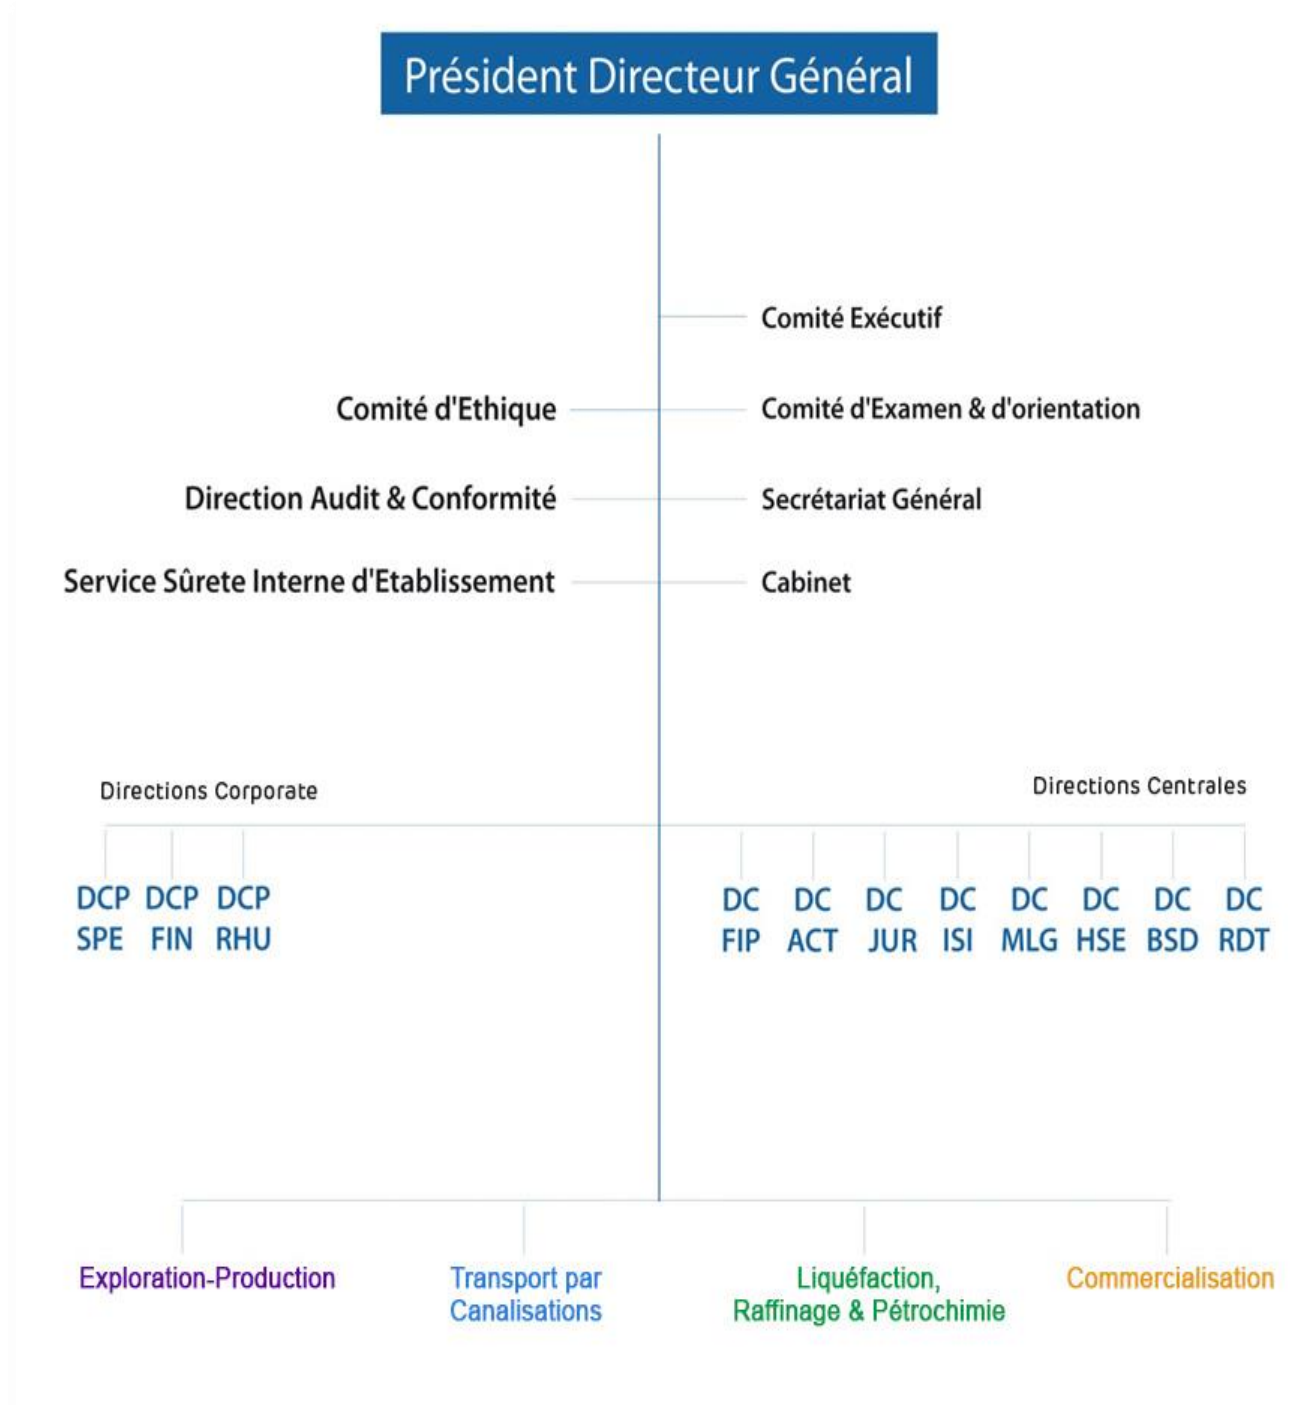 Président Directeur Général
Comité Exécutif
Comité d'Ethique
Comité d'Examen & d'orientation
Direction Audit & Conformité
Secrétariat Général
Service Sûrete Interne d'Etablissement
Cabinet
Directions Corporate
Directions Centrales
DCP DCP DCP
SPE FIN RHU
DC DC DC DC DC DC DC DC
FIP ACT JUR ISI MLG HSE BSD RDT
Exploration-Production
Transport par
Canalisations
Liquéfaction,
Raffinage & Pétrochimie
Commercialisation